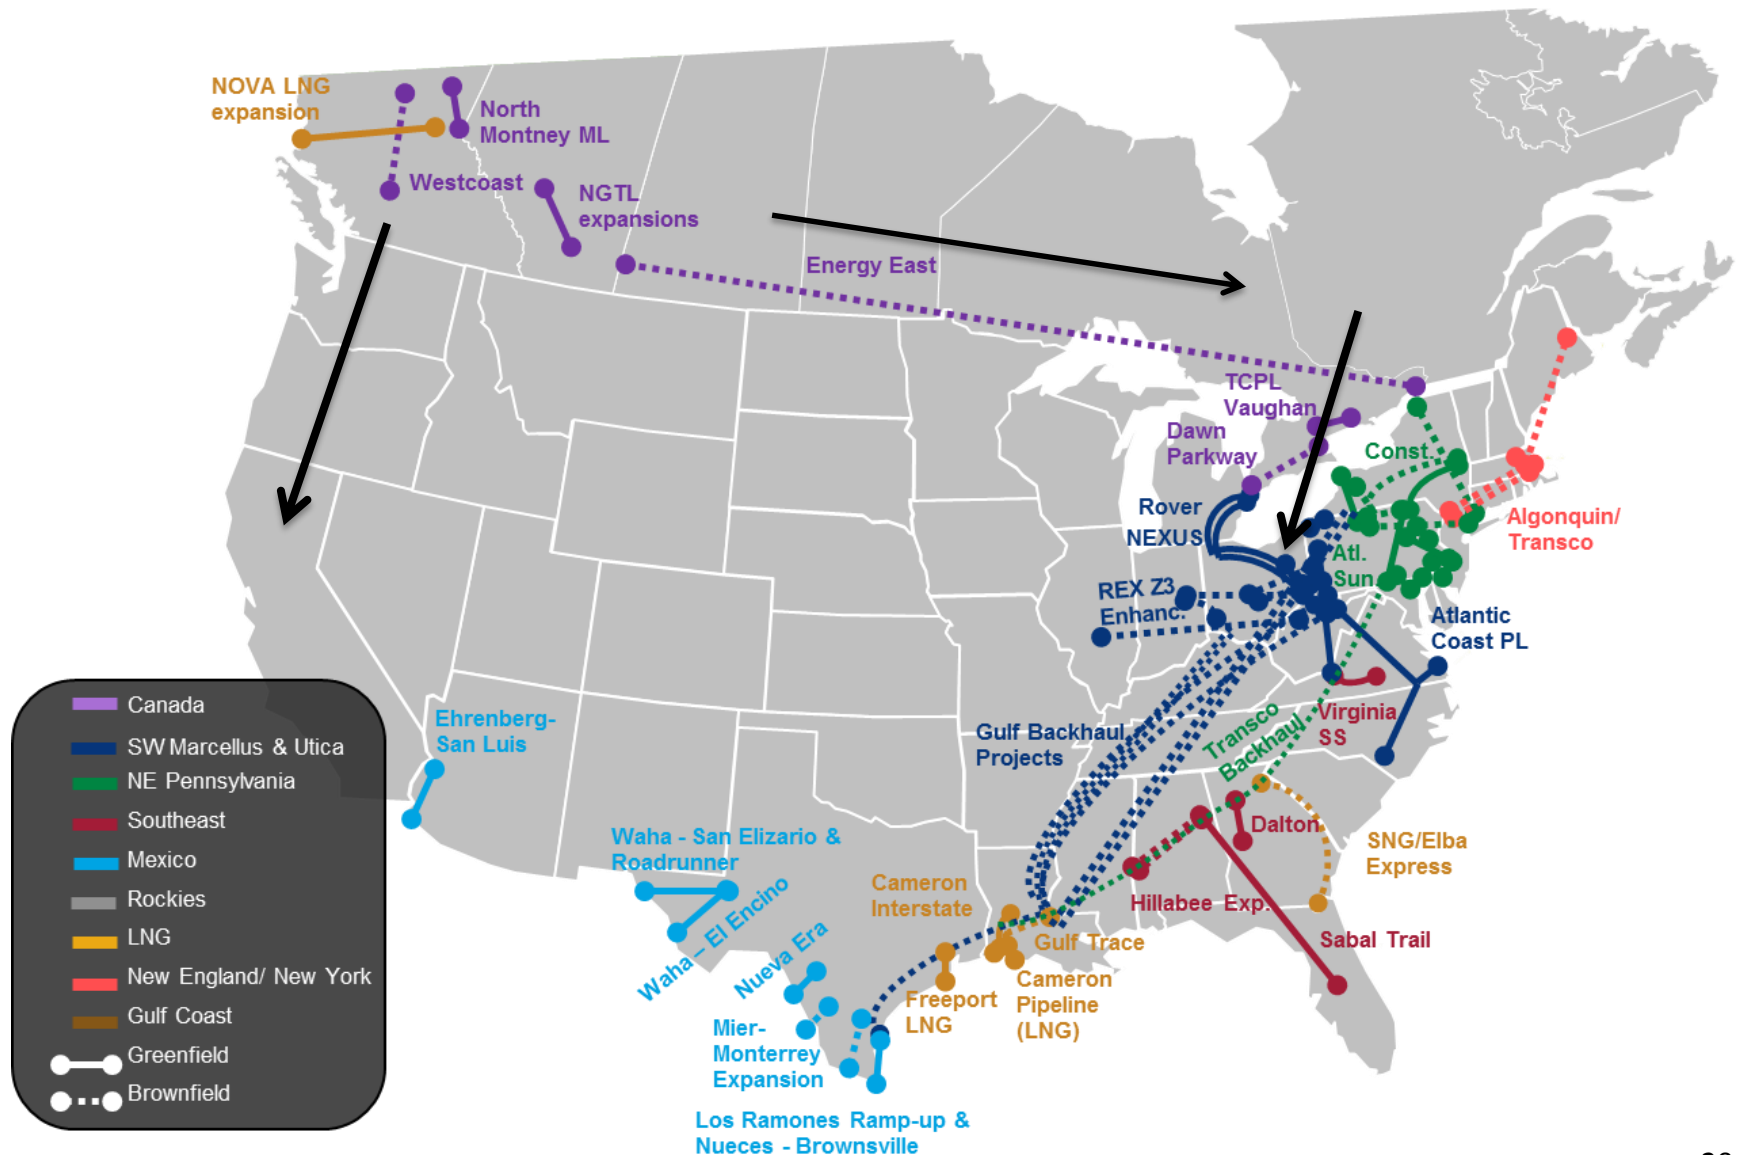 NOVA LNG
expansion
North
Montney ML
Westcoast
NGTL
expansions
Energy East
TCPL
Vaughan
Dawn
Parkway
Const.
Rover
NEXUS
Algonquin/
Transco
Atl.
Sun
REX Z3
Enhanc.
Atlantic
Coast PL
Ehrenberg-
San Luis
Gulf Backhaul
Projects
Transco
Backhaul
Virginia
SS
Canada
SW Marcellus & Utica
NE Pennsylvania
Southeast
Mexico
Rockies
LNG
New England/ New York
Gulf Coast
Greenfield
Brownfield
Waha - San Elizario &
Roadrunner
Waha – El Encino
Nueva Era
Cameron
Interstate
Dalton
SNG/Elba
Express
Hillabee Exp.
Sabal Trail
Gulf Trace
Cameron
Pipeline
(LNG)
Freeport
LNG
Mier-
Monterrey
Expansion
Los Ramones Ramp-up &
Nueces - Brownsville